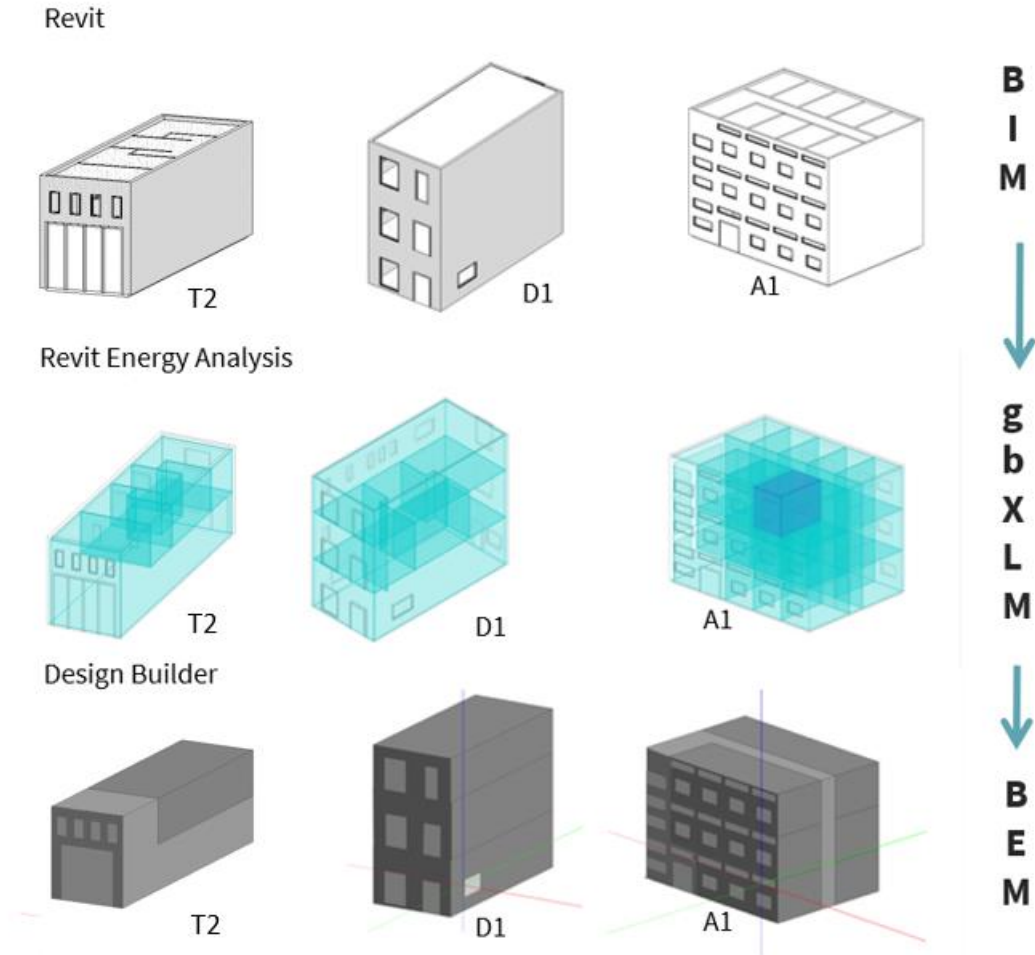 Revit
T2
D1
A1
Revit Energy Analysis
T2
D1
A1
Design Builder
T2
D1
A1
B
I
M
g
b
X
L
M
B
E
M